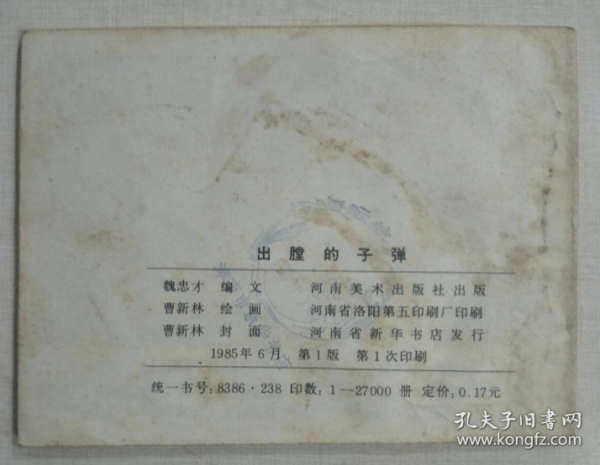 出膛的子弹
魏忠才 编文 河南美术出版社出版
曹新林 绘画 河南省洛阳第五印刷厂印刷
曹新林 封面 河南省新华书店发行
1985年6月 第1版 第1次印刷
统一书号:8386·238 印数:1—27000 册 定价:0.17元
孔夫子旧书网
www.kongfz.com